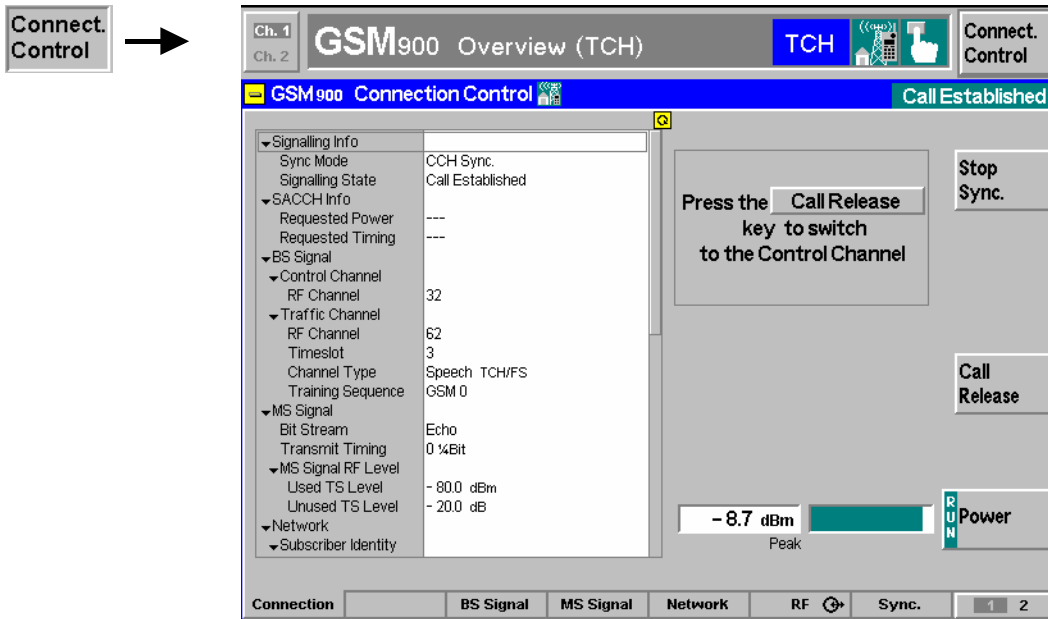 Connect.
Control
Ch. 1
Ch. 2
GSM900 Overview (TCH)
TCH
Connect.
Control
GSM900 Connection Control
Call Established
Signalling Info
Sync Mode CCH Sync.
Signalling State Call Established
SACCH Info
Requested Power ---
Requested Timing ---
BS Signal
Control Channel
RF Channel 32
Traffic Channel
RF Channel 62
Timeslot 3
Channel Type Speech TCH/FS
Training Sequence GSM 0
MS Signal
Bit Stream Echo
Transmit Timing 0 ¼Bit
MS Signal RF Level
Used TS Level - 80.0 dBm
Unused TS Level - 20.0 dB
Network
Subscriber Identity
Press the Call Release
key to switch
to the Control Channel
Stop
Sync.
Call
Release
- 8.7 dBm
Peak
RUN
Power
Connection BS Signal MS Signal Network RF Sync. 1 2